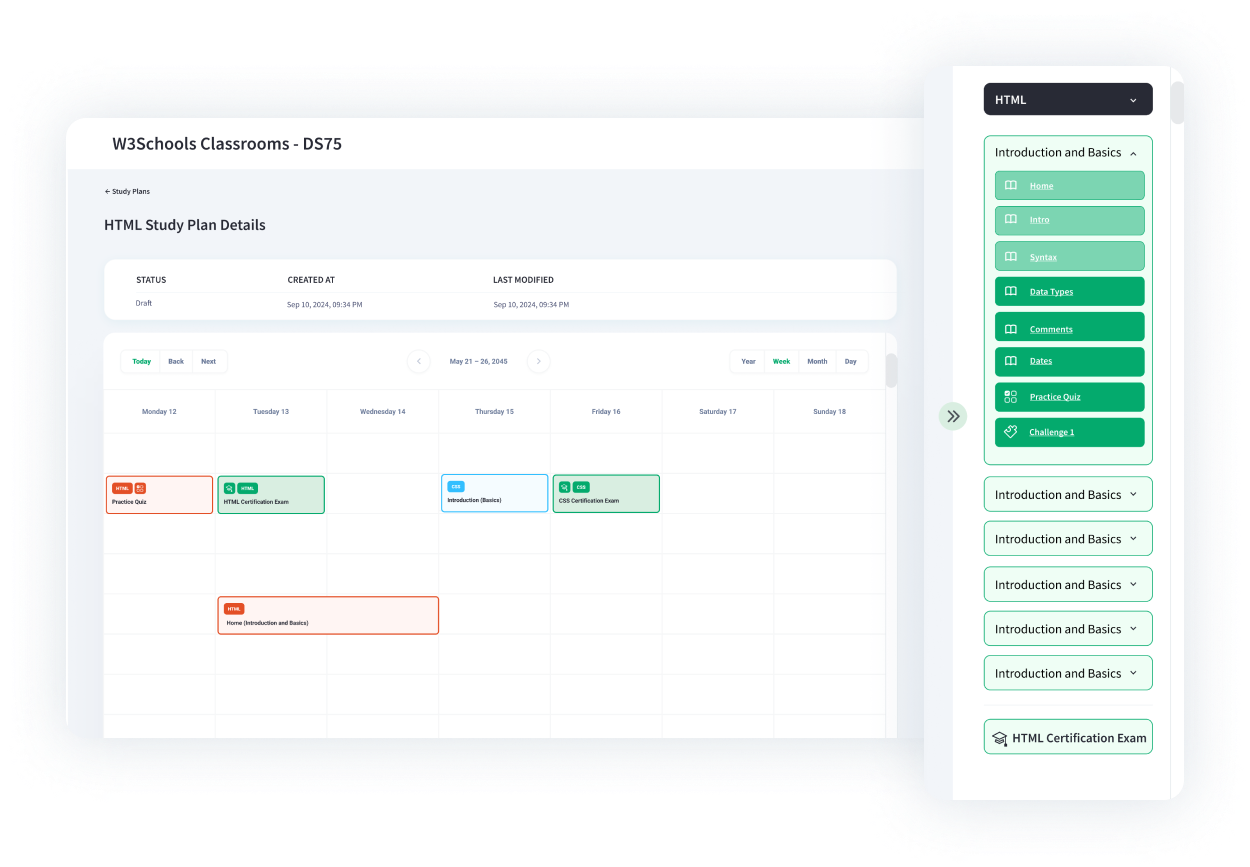 W3Schools Classrooms - DS75
← Study Plans
HTML Study Plan Details
STATUS CREATED AT LAST MODIFIED
Draft Sep 10, 2024, 09:34 PM Sep 10, 2024, 09:34 PM
Today Back Next May 21 – 26, 2045 Year Week Month Day
Monday 12 Tuesday 13 Wednesday 14 Thursday 15 Friday 16 Saturday 17 Sunday 18
HTML
Practice Quiz
HTML
HTML Certification Exam
CSS
Introduction (Basics)
CSS
CSS Certification Exam
HTML
Home (Introduction and Basics)
HTML
Introduction and Basics
Home
Intro
Syntax
Data Types
Comments
Dates
Practice Quiz
Challenge 1
Introduction and Basics
Introduction and Basics
Introduction and Basics
Introduction and Basics
Introduction and Basics
HTML Certification Exam